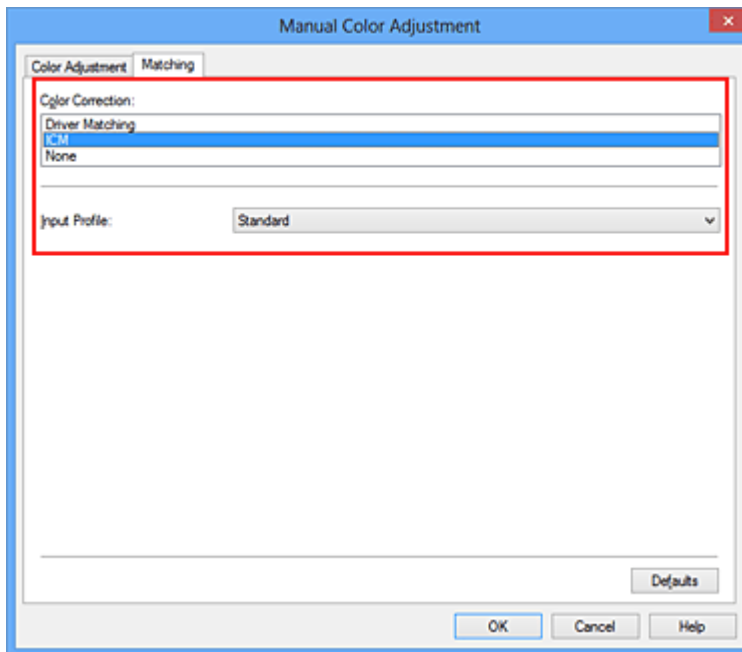 Manual Color Adjustment
Color Adjustment Matching
Color Correction:
Driver Matching
ICM
None
Input Profile: Standard
Defaults
OK Cancel Help